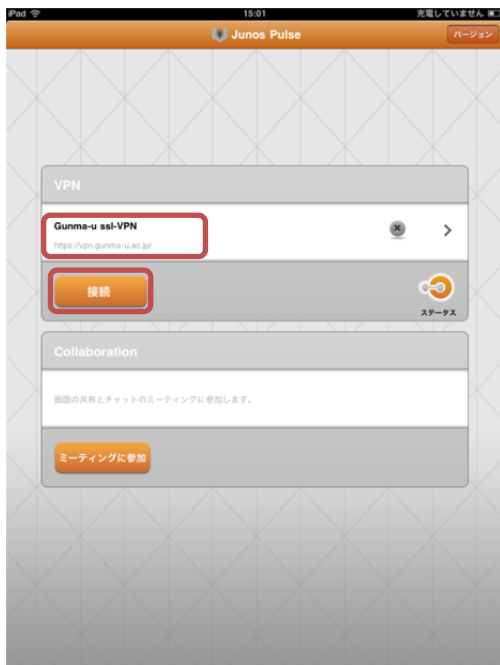 iPad 15:01 充電していません
Junos Pulse バージョン
VPN
Gunma-u ssl-VPN
https://vpn.gunma-u.ac.jp/
接続
ステータス
Collaboration
画面の共有とチャットのミーティングに参加します。
ミーティングに参加